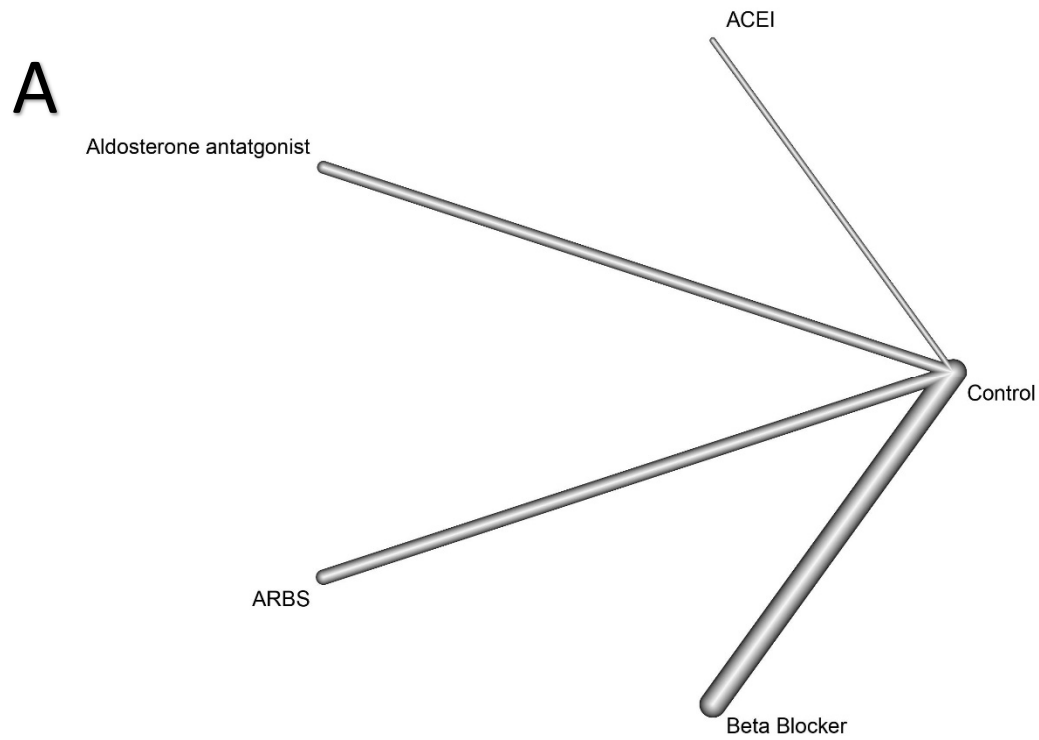 A
ACEI
Aldosterone antatgonist
Control
ARBS
Beta Blocker